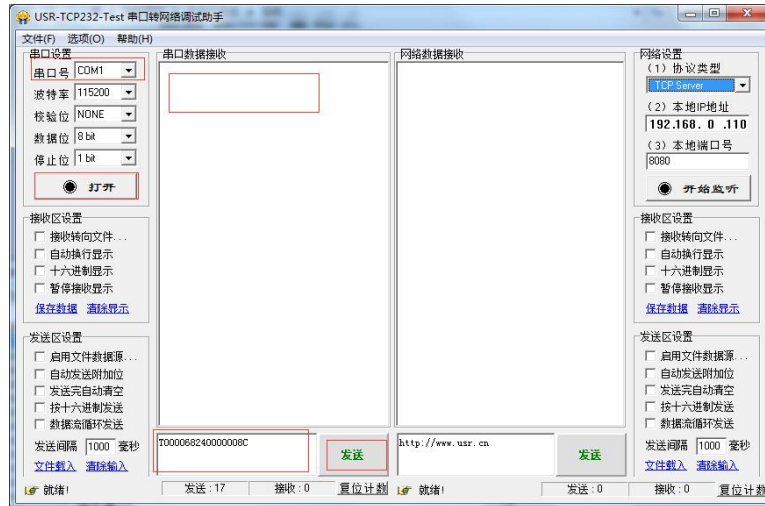 USR-TCP232-Test 串口转网络调试助手
文件(F) 选项(O) 帮助(H)
串口设置
串口号 COM1
波特率 115200
校验位 NONE
数据位 8 bit
停止位 1 bit
打开
接收区设置
接收转向文件...
自动换行显示
十六进制显示
暂停接收显示
保存数据 清除显示
发送区设置
启用文件数据源...
自动发送附加位
发送完自动清空
按十六进制发送
数据流循环发送
发送间隔 1000 毫秒
文件载入 清除输入
就绪!
串口数据接收
T000068240000008C
发送
发送:17 接收:0 复位计数
网络数据接收
http://www.usr.cn
发送
就绪! 发送:0 接收:0 复位计数
网络设置
(1) 协议类型
TCP Server
(2) 本地IP地址
192.168. 0 .110
(3) 本地端口号
8080
开始监听
接收区设置
接收转向文件...
自动换行显示
十六进制显示
暂停接收显示
保存数据 清除显示
发送区设置
启用文件数据源...
自动发送附加位
发送完自动清空
按十六进制发送
数据流循环发送
发送间隔 1000 毫秒
文件载入 清除输入